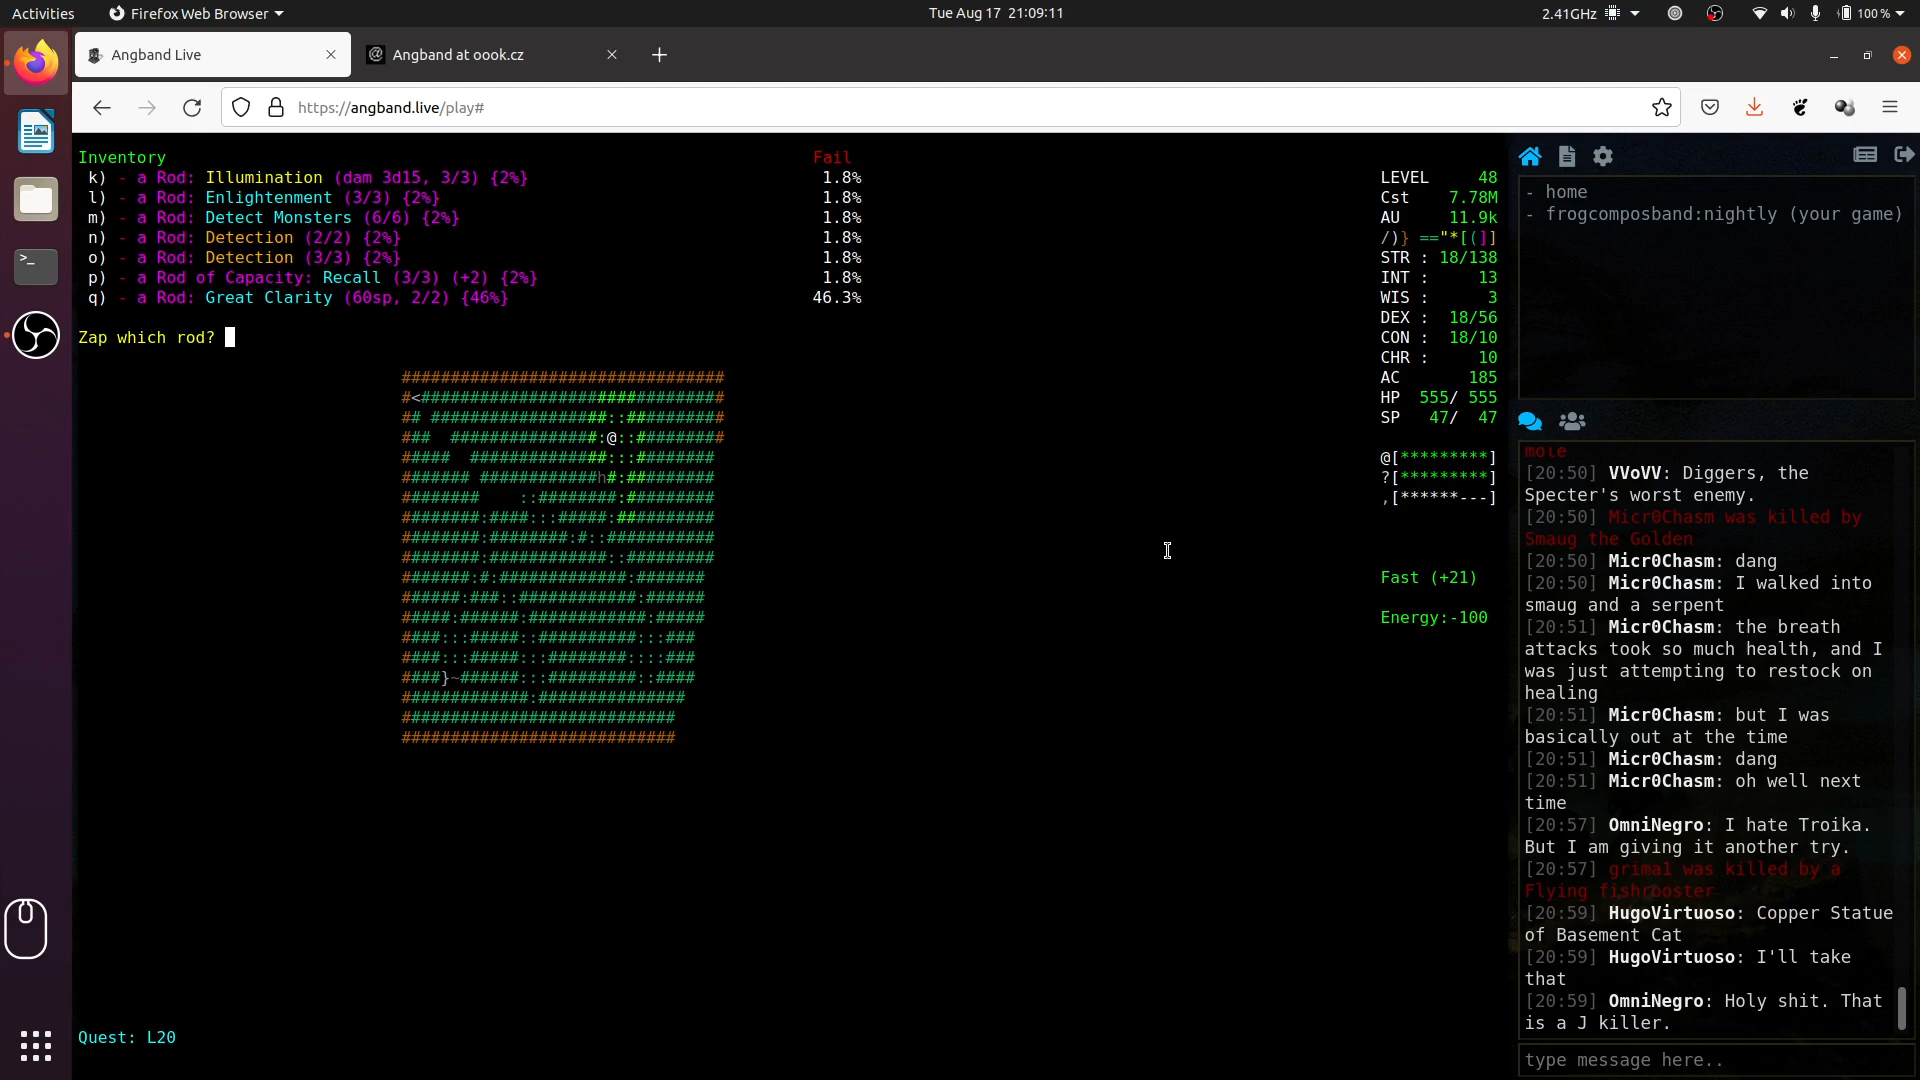 Activities Firefox Web Browser Tue Aug 17 21:09:11 2.41GHz 100 %
Angband Live
Angband at oook.cz
https://angband.live/play#
Inventory Fail
k) - a Rod: Illumination (dam 3d15, 3/3) {2%} 1.8%
l) - a Rod: Enlightenment (3/3) {2%} 1.8%
m) - a Rod: Detect Monsters (6/6) {2%} 1.8%
n) - a Rod: Detection (2/2) {2%} 1.8%
o) - a Rod: Detection (3/3) {2%} 1.8%
p) - a Rod of Capacity: Recall (3/3) (+2) {2%} 1.8%
q) - a Rod: Great Clarity (60sp, 2/2) {46%} 46.3%
Zap which rod?
LEVEL 48
Cst 7.78M
AU 11.9k
/)} =="*[(]]
STR : 18/138
INT : 13
WIS : 3
DEX : 18/56
CON : 18/10
CHR : 10
AC 185
HP 555/ 555
SP 47/ 47
@[*********]
?[*********]
,[******---]
Fast (+21)
Energy:-100
Quest: L20
- home
- frogcomposband:nightly (your game)
mole
[20:50] VVoVV: Diggers, the
Specter's worst enemy.
[20:50] Micr0Chasm was killed by
Smaug the Golden
[20:50] Micr0Chasm: dang
[20:50] Micr0Chasm: I walked into
smaug and a serpent
[20:51] Micr0Chasm: the breath
attacks took so much health, and I
was just attempting to restock on
healing
[20:51] Micr0Chasm: but I was
basically out at the time
[20:51] Micr0Chasm: dang
[20:51] Micr0Chasm: oh well next
time
[20:57] OmniNegro: I hate Troika.
But I am giving it another try.
[20:57] grima1 was killed by a
Flying fishrooster
[20:59] HugoVirtuoso: Copper Statue
of Basement Cat
[20:59] HugoVirtuoso: I'll take
that
[20:59] OmniNegro: Holy shit. That
is a J killer.
type message here..